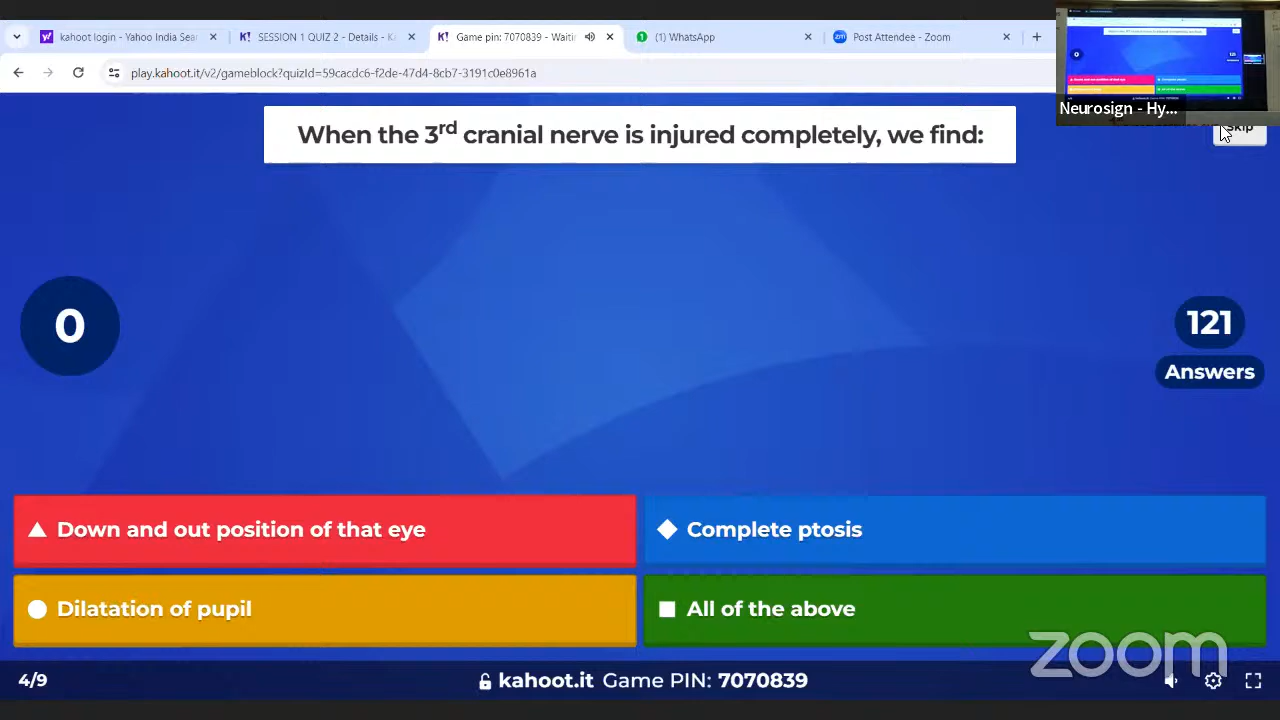 kahoot login - Yahoo India Sear
SESSION 1 QUIZ 2 - Details
Game pin: 7070839 - Waiti
(1) WhatsApp
Post Attendee - Zoom
play.kahoot.it/v2/gameblock?quizId=59cacdc6-f2de-47d4-8cb7-3191c0e8961a
Neurosign - Hy...
Skip
When the 3rd cranial nerve is injured completely, we find:
0
121
Answers
Down and out position of that eye
Complete ptosis
Dilatation of pupil
All of the above
zoom
4/9
kahoot.it Game PIN: 7070839